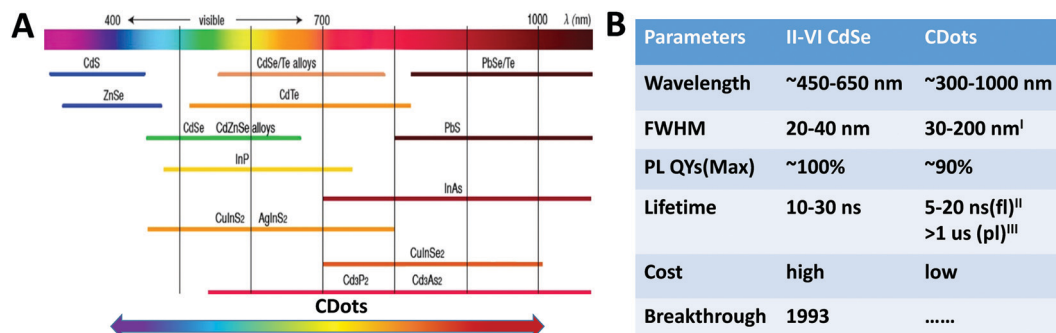 A
400 visible 700 1000 λ (nm)
CdS CdSe/Te alloys PbSe/Te
ZnSe CdTe
CdSe CdZnSe alloys PbS
InP
InAs
CuInS2 AgInS2
CuInSe2
Cd3P2 Cd3As2
CDots
B
Parameters II-VI CdSe CDots
Wavelength ~450-650 nm ~300-1000 nm
FWHM 20-40 nm 30-200 nmI
PL QYs(Max) ~100% ~90%
Lifetime 10-30 ns 5-20 ns(fl)II
>1 us (pl)III
Cost high low
Breakthrough 1993 ......